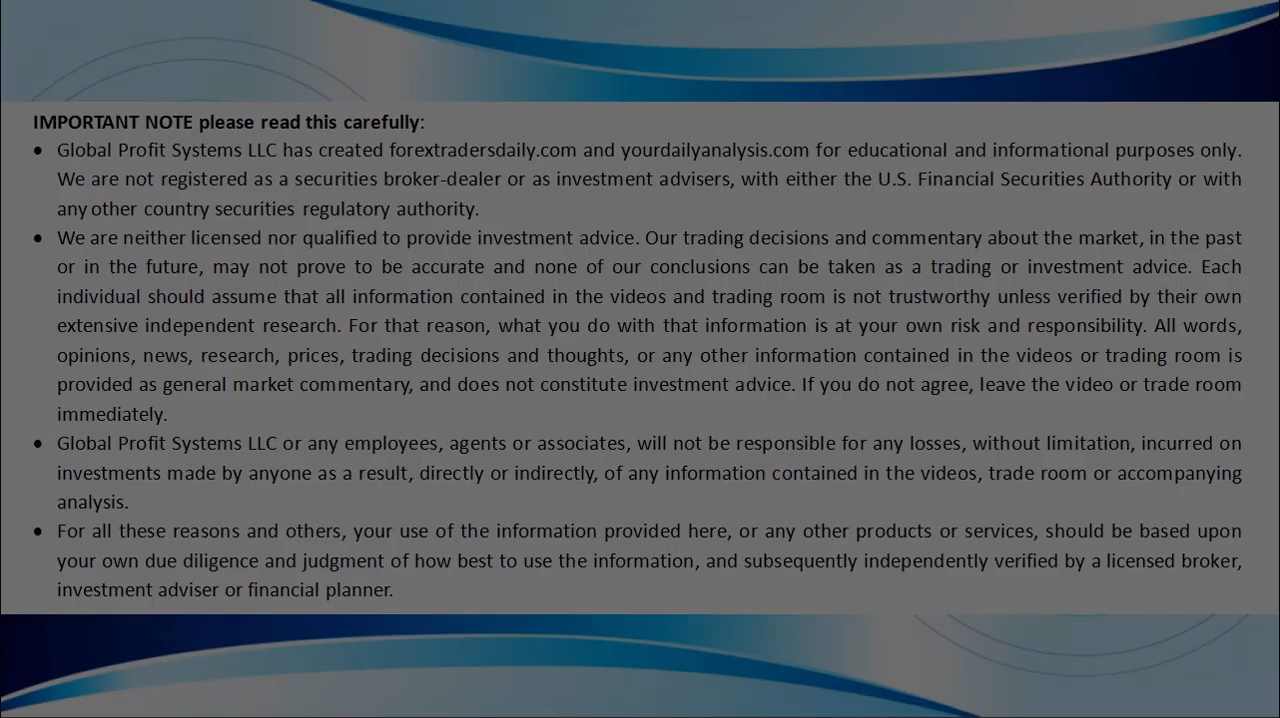 IMPORTANT NOTE please read this carefully:
• Global Profit Systems LLC has created forextradersdaily.com and yourdailyanalysis.com for educational and informational purposes only.
We are not registered as a securities broker-dealer or as investment advisers, with either the U.S. Financial Securities Authority or with
any other country securities regulatory authority.
• We are neither licensed nor qualified to provide investment advice. Our trading decisions and commentary about the market, in the past
or in the future, may not prove to be accurate and none of our conclusions can be taken as a trading or investment advice. Each
individual should assume that all information contained in the videos and trading room is not trustworthy unless verified by their own
extensive independent research. For that reason, what you do with that information is at your own risk and responsibility. All words,
opinions, news, research, prices, trading decisions and thoughts, or any other information contained in the videos or trading room is
provided as general market commentary, and does not constitute investment advice. If you do not agree, leave the video or trade room
immediately.
• Global Profit Systems LLC or any employees, agents or associates, will not be responsible for any losses, without limitation, incurred on
investments made by anyone as a result, directly or indirectly, of any information contained in the videos, trade room or accompanying
analysis.
• For all these reasons and others, your use of the information provided here, or any other products or services, should be based upon
your own due diligence and judgment of how best to use the information, and subsequently independently verified by a licensed broker,
investment adviser or financial planner.